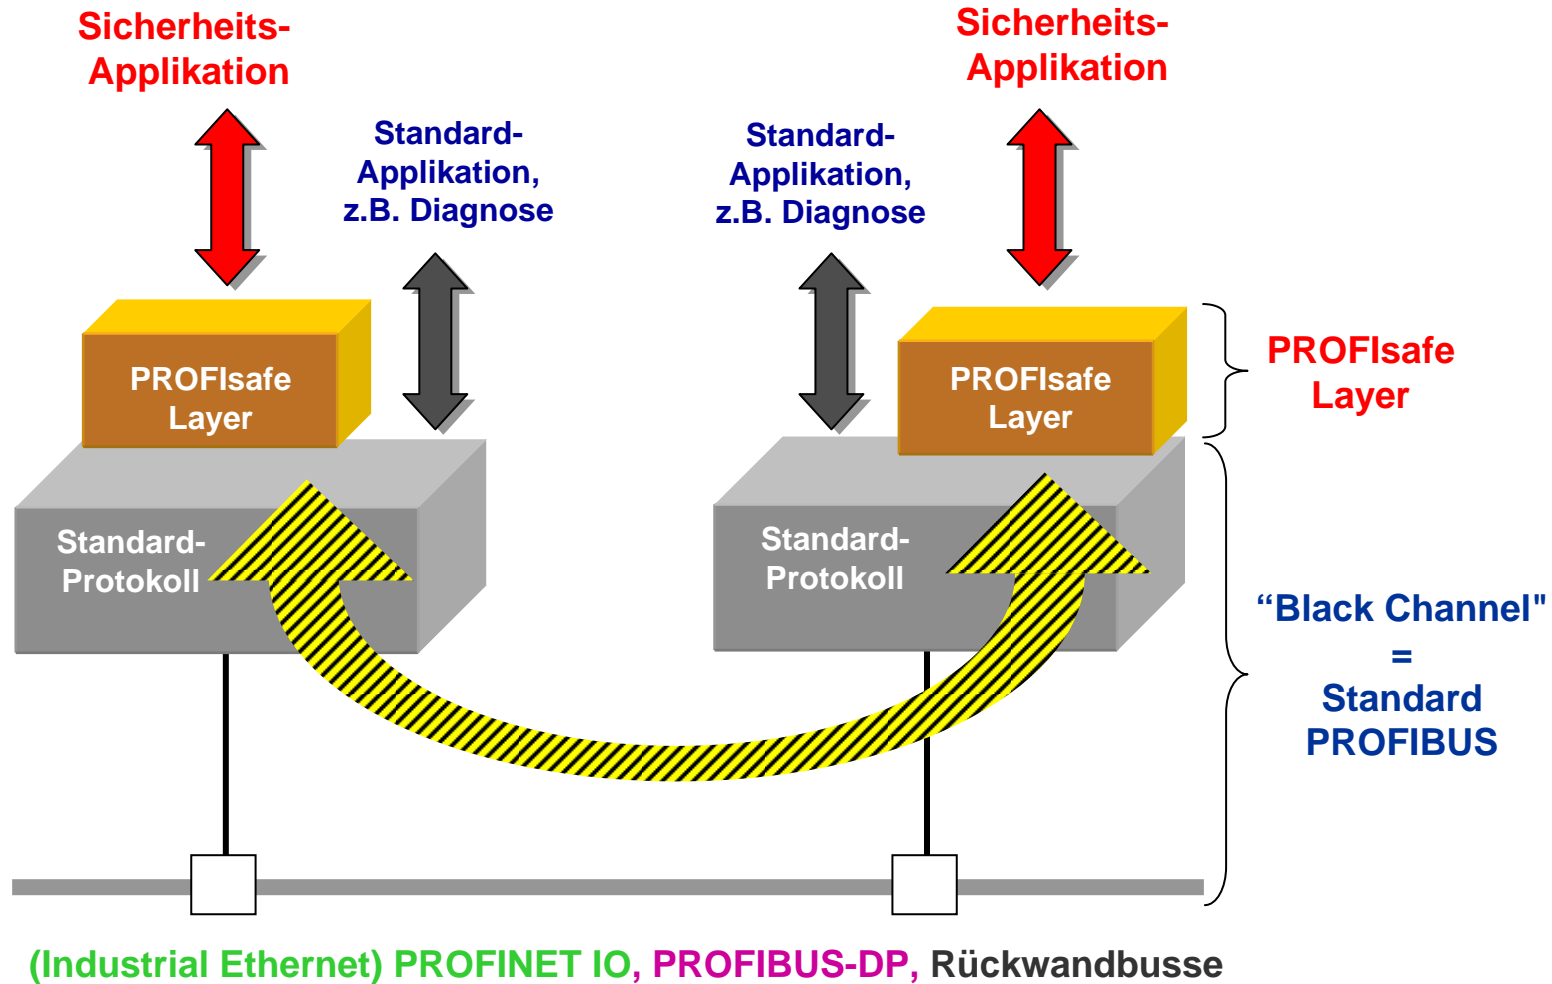 Sicherheits-
Applikation
Sicherheits-
Applikation
Standard-
Applikation,
z.B. Diagnose
Standard-
Applikation,
z.B. Diagnose
PROFIsafe
Layer
PROFIsafe
Layer
PROFIsafe
Layer
Standard-
Protokoll
Standard-
Protokoll
“Black Channel"
=
Standard
PROFIBUS
(Industrial Ethernet) PROFINET IO, PROFIBUS-DP, Rückwandbusse